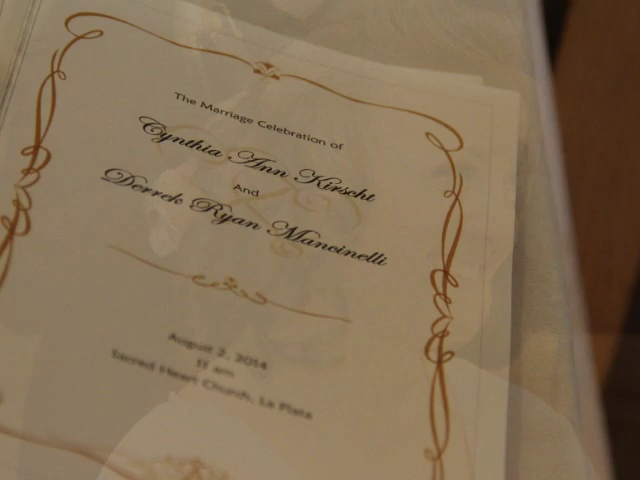 The Marriage Celebration of
Cynthia Ann Kirscht
And
Derrek Ryan Mancinelli
August 2, 2014
11 am
Sacred Heart Church, La Plata